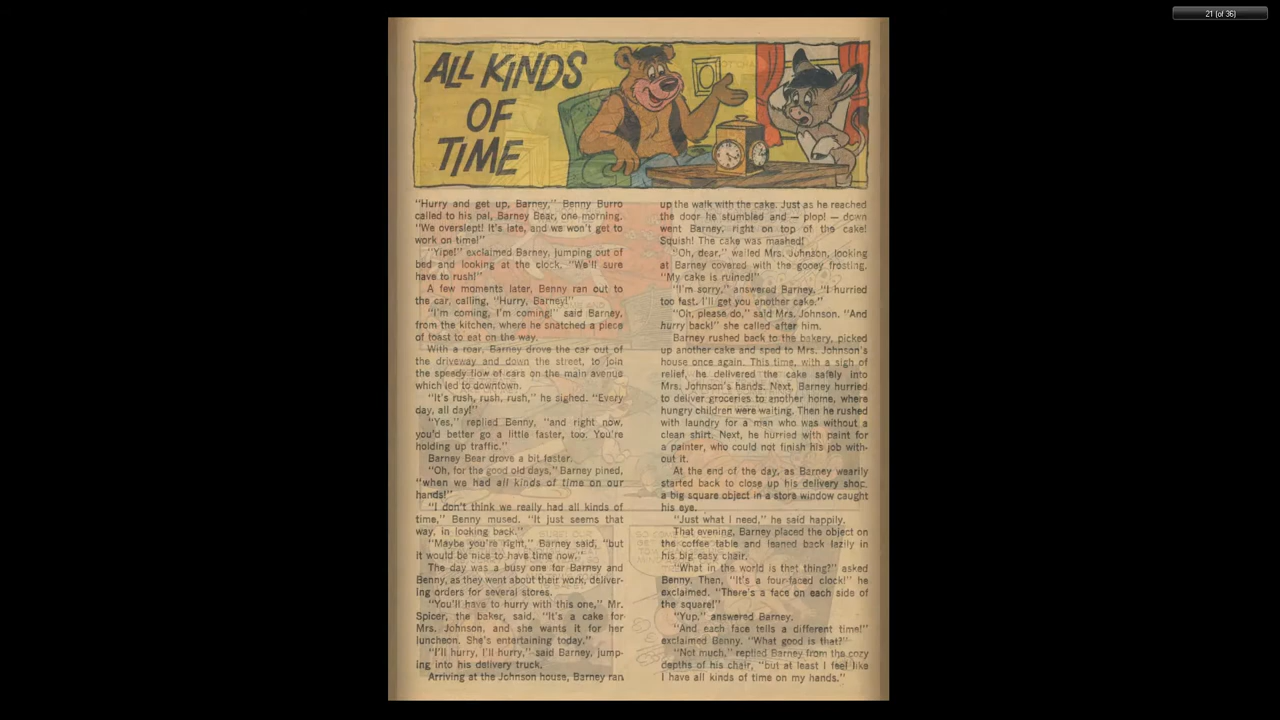 21 (of 36)
ALL KINDS
OF
TIME
"Hurry and get up, Barney," Benny Burro
called to his pal, Barney Bear, one morning.
"We overslept! It's late, and we won't get to
work on time!"
"Yipe!" exclaimed Barney, jumping out of
bed and looking at the clock. "We'll sure
have to rush!"
A few moments later, Benny ran out to
the car, calling, "Hurry, Barney!"
"I'm coming, I'm coming!" said Barney,
from the kitchen, where he snatched a piece
of toast to eat on the way.
With a roar, Barney drove the car out of
the driveway and down the street, to join
the speedy flow of cars on the main avenue
which led to downtown.
"It's rush, rush, rush," he sighed. "Every
day, all day!"
"Yes," replied Benny, "and right now,
you'd better go a little faster, too. You're
holding up traffic."
Barney Bear drove a bit faster.
"Oh, for the good old days," Barney pined,
"when we had all kinds of time on our
hands!"
"I don't think we really had all kinds of
time," Benny mused. "It just seems that
way, in looking back."
"Maybe you're right," Barney said, "but
it would be nice to have time now."
The day was a busy one for Barney and
Benny, as they went about their work, deliver-
ing orders for several stores.
"You'll have to hurry with this one," Mr.
Spicer, the baker, said. "It's a cake for
Mrs. Johnson, and she wants it for her
luncheon. She's entertaining today."
"I'll hurry, I'll hurry," said Barney, jump-
ing into his delivery truck.
Arriving at the Johnson house, Barney ran
up the walk with the cake. Just as he reached
the door he stumbled and — plop! — down
went Barney, right on top of the cake!
Squish! The cake was mashed!
"Oh, dear," wailed Mrs. Johnson, looking
at Barney covered with the gooey frosting.
"My cake is ruined!"
"I'm sorry," answered Barney. "I hurried
too fast. I'll get you another cake."
"Oh, please do," said Mrs. Johnson. "And
hurry back!" she called after him.
Barney rushed back to the bakery, picked
up another cake and sped to Mrs. Johnson's
house once again. This time, with a sigh of
relief, he delivered the cake safely into
Mrs. Johnson's hands. Next, Barney hurried
to deliver groceries to another home, where
hungry children were waiting. Then he rushed
with laundry for a man who was without a
clean shirt. Next, he hurried with paint for
a painter, who could not finish his job with-
out it.
At the end of the day, as Barney wearily
started back to close up his delivery shop,
a big square object in a store window caught
his eye.
"Just what I need," he said happily.
That evening, Barney placed the object on
the coffee table and leaned back lazily in
his big easy chair.
"What in the world is that thing?" asked
Benny. Then, "It's a four-faced clock!" he
exclaimed. "There's a face on each side of
the square!"
"Yup," answered Barney.
"And each face tells a different time!"
exclaimed Benny. "What good is that?"
"Not much," replied Barney from the cozy
depths of his chair, "but at least I feel like
I have all kinds of time on my hands."